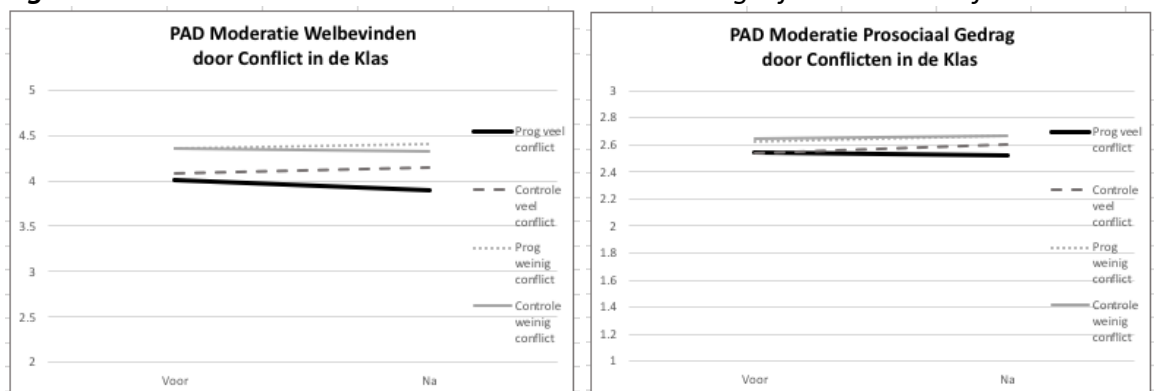 PAD Moderatie Welbevinden
door Conflict in de Klas
5
4.5
4
3.5
3
2.5
2
Voor
Na
Prog veel
conflict
Controle
veel
conflict
Prog
weinig
conflict
Controle
weinig
conflict
PAD Moderatie Prosociaal Gedrag
door Conflicten in de Klas
3
2.8
2.6
2.4
2.2
2
1.8
1.6
1.4
1.2
1
Voor
Na
Prog veel
conflict
Controle
veel
conflict
Prog
weinig
conflict
Controle
weinig
conflict